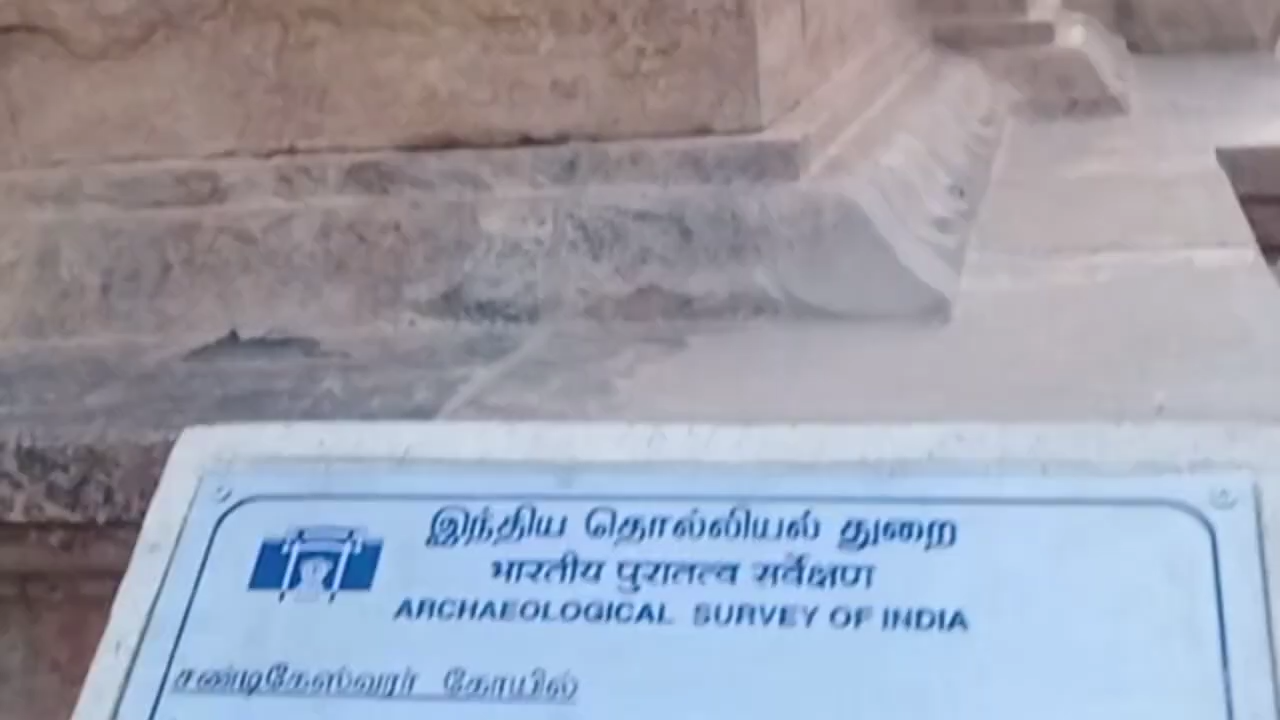 இந்திய தொல்லியல் துறை
भारतीय पुरातत्व सर्वेक्षण
ARCHAEOLOGICAL SURVEY OF INDIA
சண்டிகேஸ்வரர் கோயில்